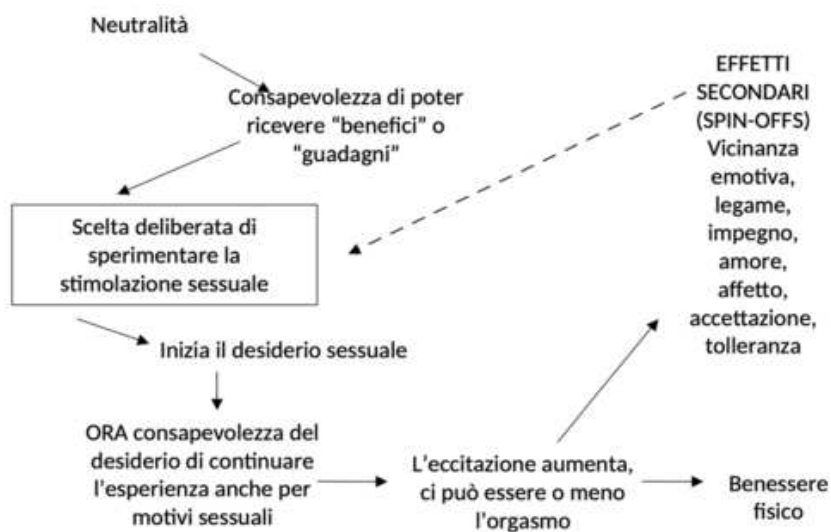 Neutralità
Consapevolezza di poter
ricevere “benefici” o
“guadagni”
Scelta deliberata di
sperimentare la
stimolazione sessuale
Inizia il desiderio sessuale
ORA consapevolezza del
desiderio di continuare
l’esperienza anche per
motivi sessuali
L’eccitazione aumenta,
ci può essere o meno
l’orgasmo
Benessere
fisico
EFFETTI
SECONDARI
(SPIN-OFFS)
Vicinanza
emotiva,
legame,
impegno,
amore,
affetto,
accettazione,
tolleranza